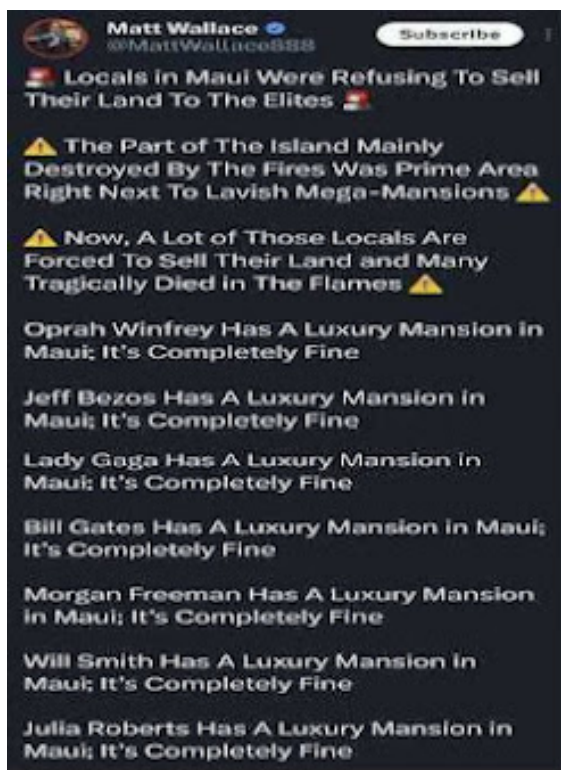 Matt Wallace
@MattWallace888
Subscribe
Locals in Maui Were Refusing To Sell
Their Land To The Elites
The Part of The Island Mainly
Destroyed By The Fires Was Prime Area
Right Next To Lavish Mega-Mansions
Now, A Lot of Those Locals Are
Forced To Sell Their Land and Many
Tragically Died in The Flames
Oprah Winfrey Has A Luxury Mansion in
Maui; It's Completely Fine
Jeff Bezos Has A Luxury Mansion in
Maui; It's Completely Fine
Lady Gaga Has A Luxury Mansion in
Maui; It's Completely Fine
Bill Gates Has A Luxury Mansion in Maui;
It's Completely Fine
Morgan Freeman Has A Luxury Mansion
in Maui; It's Completely Fine
Will Smith Has A Luxury Mansion in
Maui; It's Completely Fine
Julia Roberts Has A Luxury Mansion in
Maui; It's Completely Fine